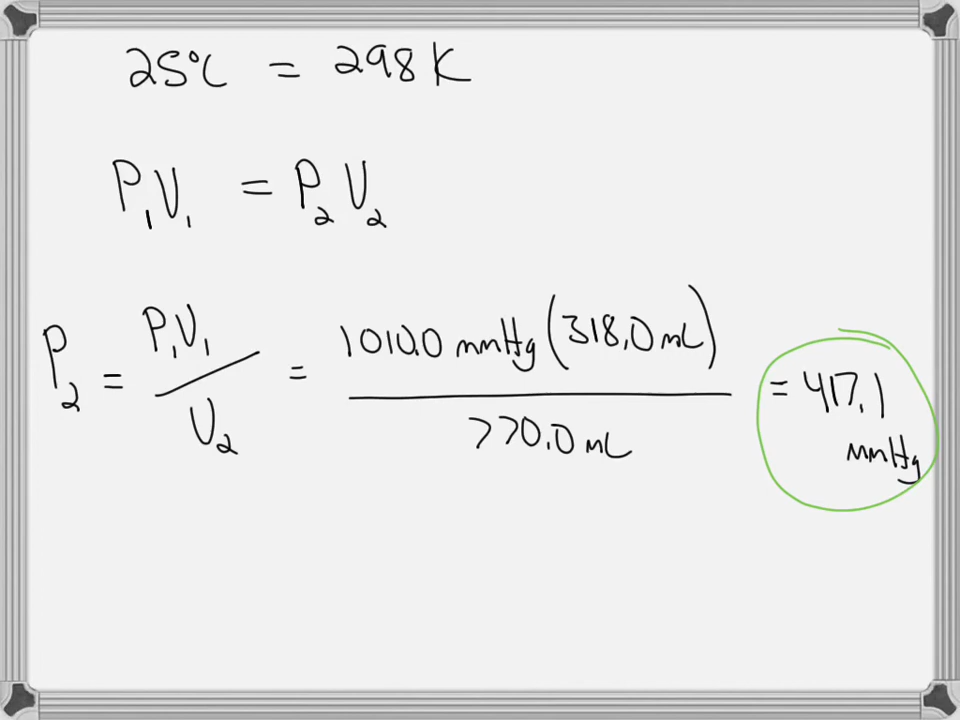 25°C = 298 K
P₁V₁ = P₂V₂
P₂ = P₁V₁ / V₂ = 1010.0 mmHg (318.0 mL) / 770.0 mL = 417.1 mmHg